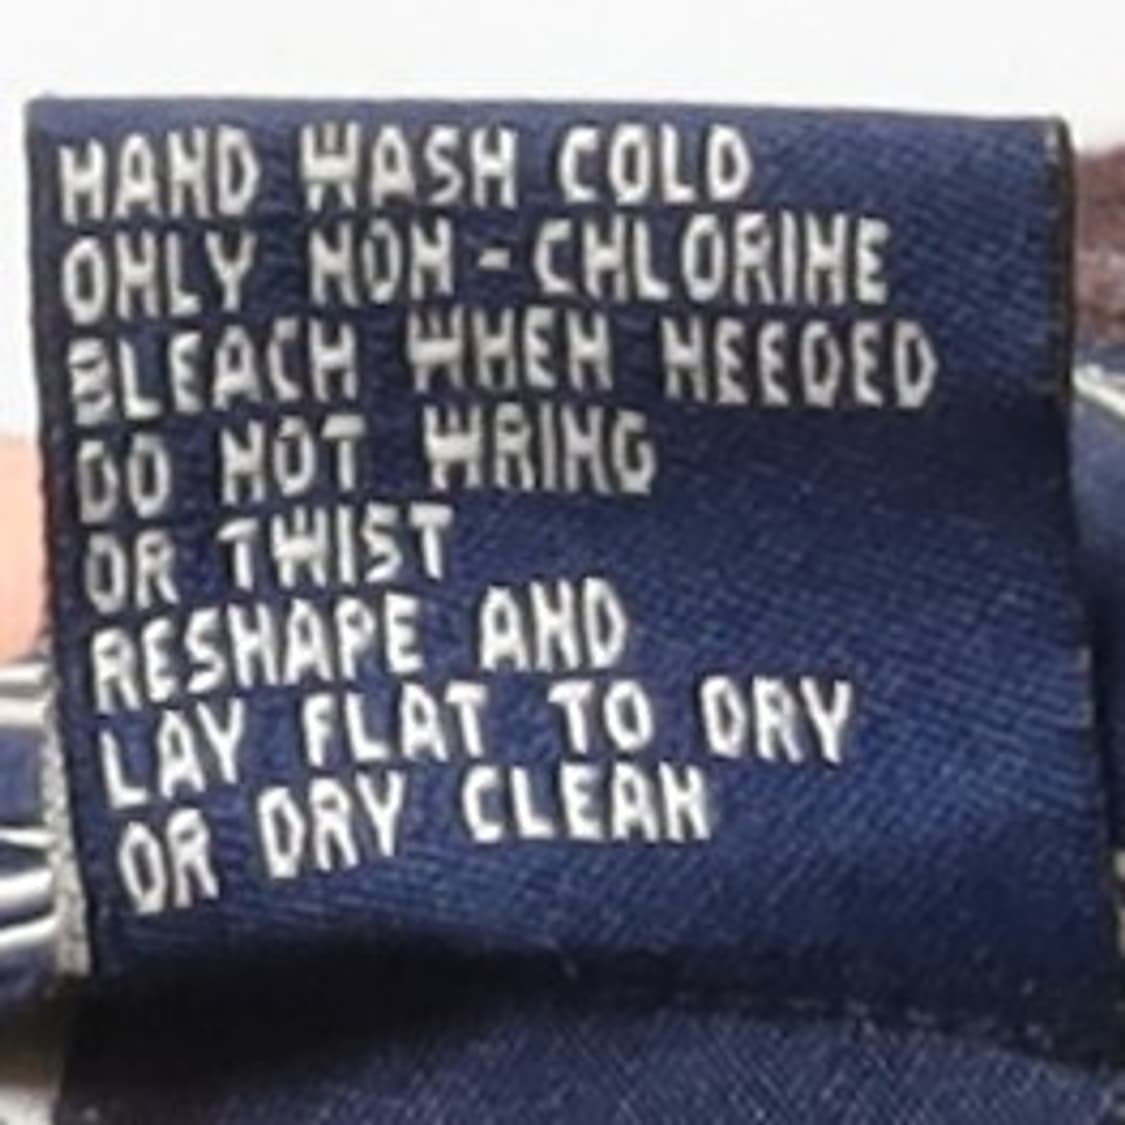 HAND WASH COLD
ONLY NON-CHLORINE
BLEACH WHEN NEEDED
DO NOT WRING
OR TWIST
RESHAPE AND
LAY FLAT TO DRY
OR DRY CLEAN